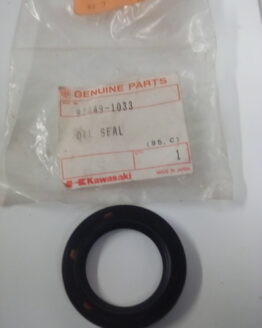 GENUINE PARTS
92049-1033
OIL SEAL
(95.C)
1
Kawasaki
MADE IN JAPAN